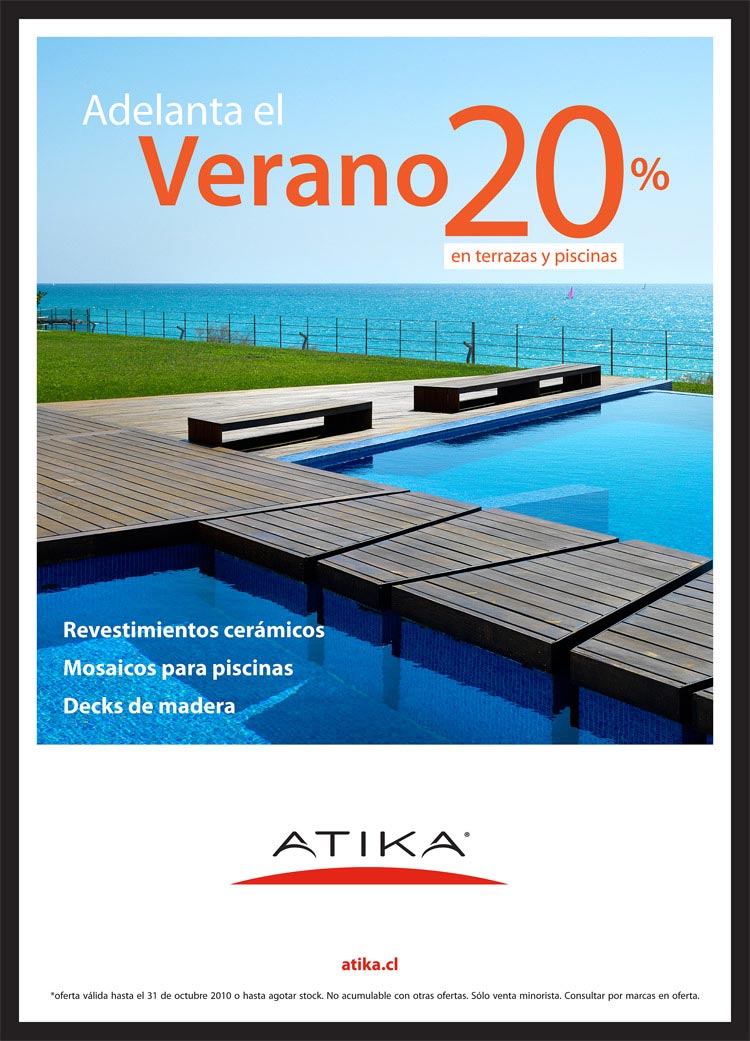 Adelanta el
Verano 20%
en terrazas y piscinas
Revestimientos cerámicos
Mosaicos para piscinas
Decks de madera
ATIKA®
atika.cl
*oferta válida hasta el 31 de octubre 2010 o hasta agotar stock. No acumulable con otras ofertas. Sólo venta minorista. Consultar por marcas en oferta.